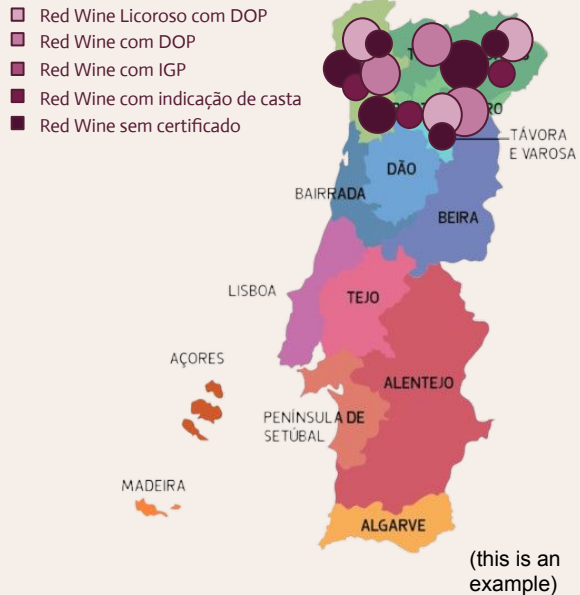 Red Wine Licoroso com DOP
Red Wine com DOP
Red Wine com IGP
Red Wine com indicação de casta
Red Wine sem certificado
TÁVORA
E VAROSA
DÃO
BAIRRADA
BEIRA
LISBOA
TEJO
AÇORES
ALENTEJO
PENÍNSULA DE
SETÚBAL
MADEIRA
ALGARVE
(this is an
example)